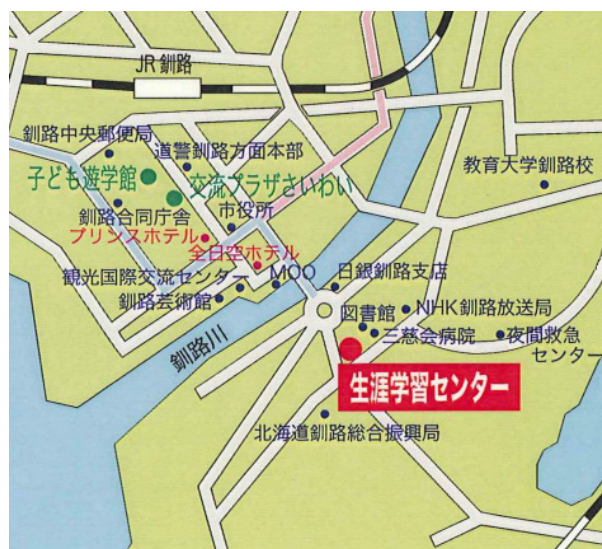 JR 釧路
釧路中央郵便局
道警釧路方面本部
子ども遊学館
交流プラザさいわい
教育大学釧路校
釧路合同庁舎
市役所
プリンスホテル
全日空ホテル
観光国際交流センター
MOO
日銀釧路支店
釧路芸術館
図書館
NHK釧路放送局
釧路川
三慈会病院
夜間救急
センター
生涯学習センター
北海道釧路総合振興局